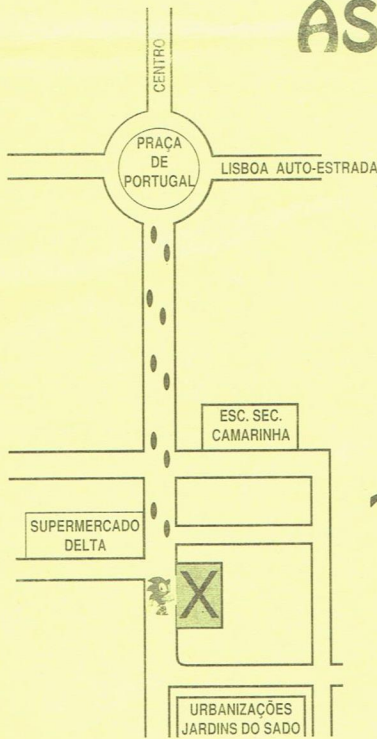 AS
CENTRO
PRAÇA
DE
PORTUGAL
LISBOA AUTO-ESTRADA
ESC. SEC.
CAMARINHA
SUPERMERCADO
DELTA
X
URBANIZAÇÕES
JARDINS DO SADO